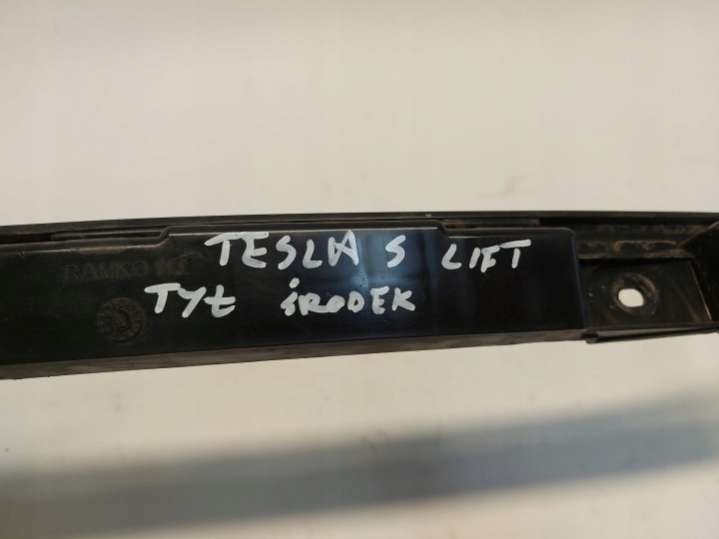 TESLA S LIFT
TYŁ ŚRODEK